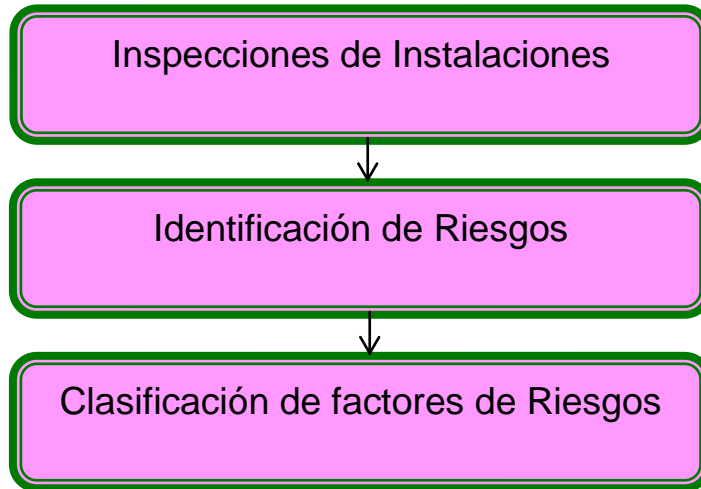 Inspecciones de Instalaciones
Identificación de Riesgos
Clasificación de factores de Riesgos